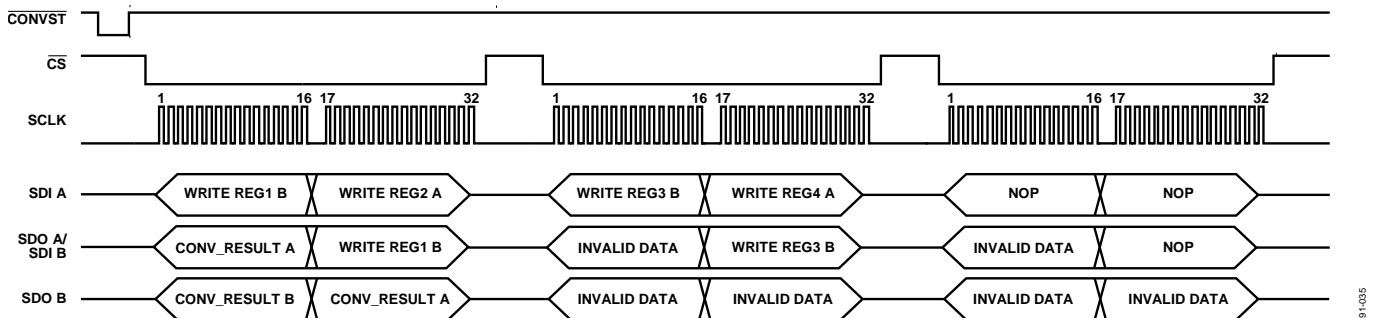 CONVST
CS
1 16 17 32 1 16 17 32 1 16 17 32
SCLK
SDI A WRITE REG1 B WRITE REG2 A WRITE REG3 B WRITE REG4 A NOP NOP
SDO A/
SDI B CONV_RESULT A WRITE REG1 B INVALID DATA WRITE REG3 B INVALID DATA NOP
SDO B CONV_RESULT B CONV_RESULT A INVALID DATA INVALID DATA INVALID DATA INVALID DATA
91-035